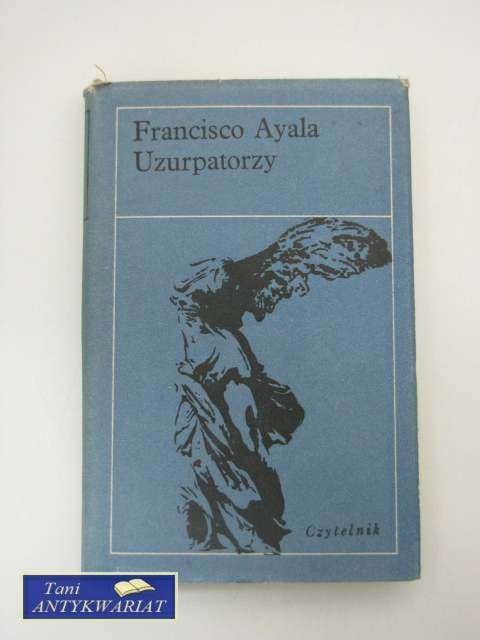 Francisco Ayala
Uzurpatorzy
Czytelnik
Tani
ANTYKWARIAT